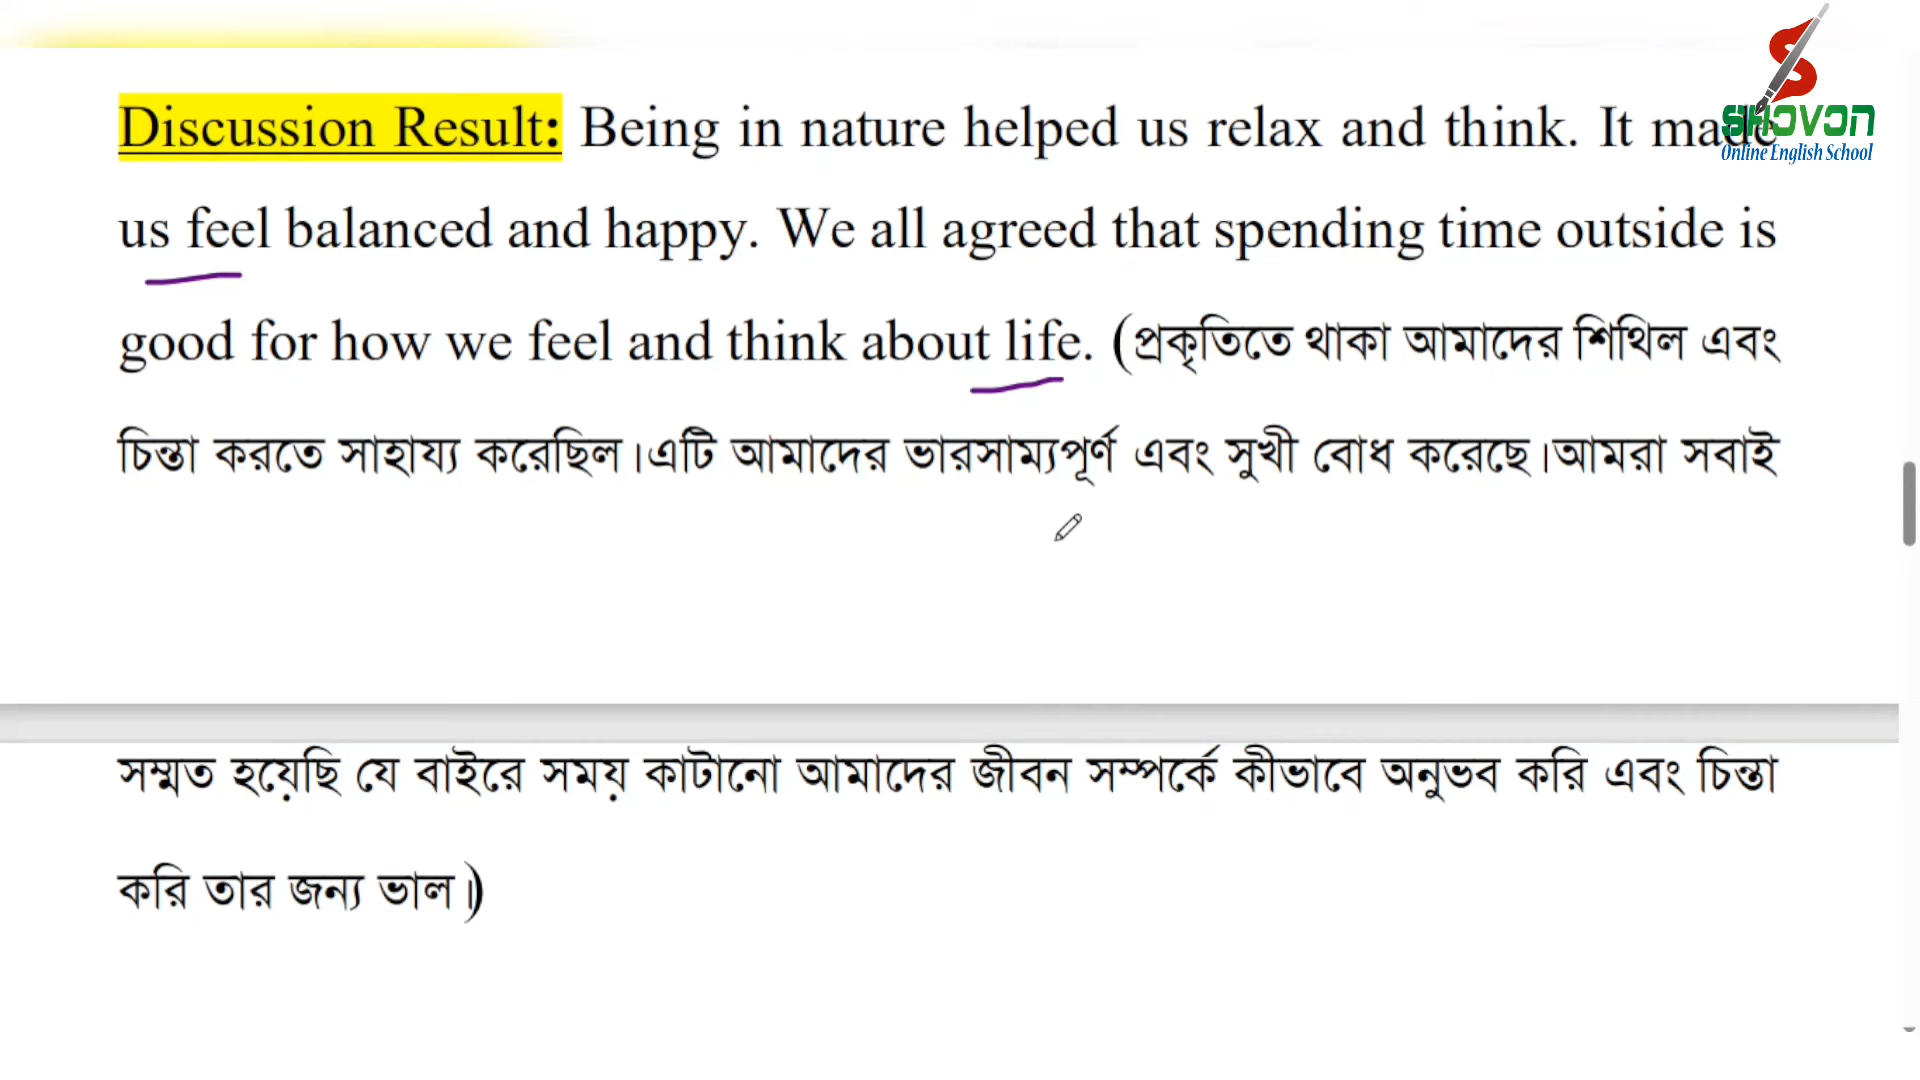 Discussion Result: Being in nature helped us relax and think. It made
us feel balanced and happy. We all agreed that spending time outside is
good for how we feel and think about life. (প্রকৃতিতে থাকা আমাদের শিথিল এবং
চিন্তা করতে সাহায্য করেছিল।এটি আমাদের ভারসাম্যপূর্ণ এবং সুখী বোধ করেছে।আমরা সবাই
সম্মত হয়েছি যে বাইরে সময় কাটানো আমাদের জীবন সম্পর্কে কীভাবে অনুভব করি এবং চিন্তা
করি তার জন্য ভাল।)
SHOVON
Online English School